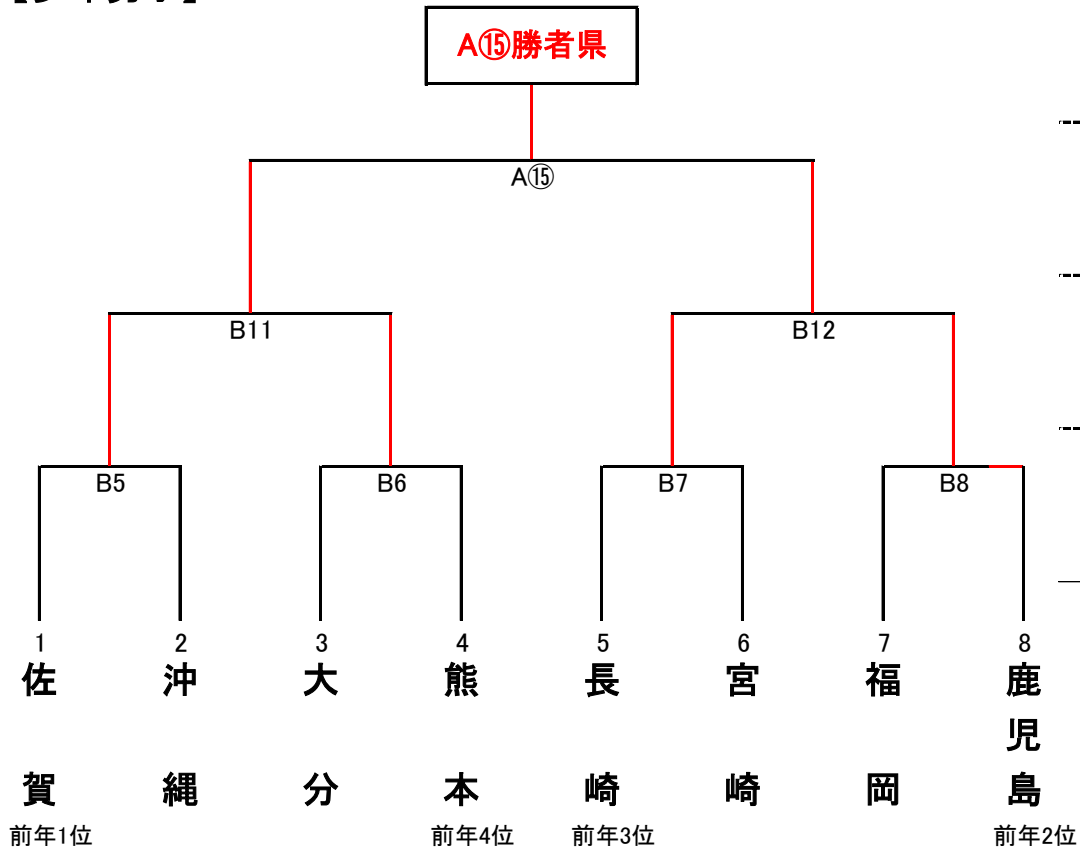 A⑮勝者県
A⑮
B11 B12
B5 B6 B7 B8
1 2 3 4 5 6 7 8
佐賀 沖縄 大分 熊本 長崎 宮崎 福岡 鹿児島
前年1位 前年4位 前年3位 前年2位